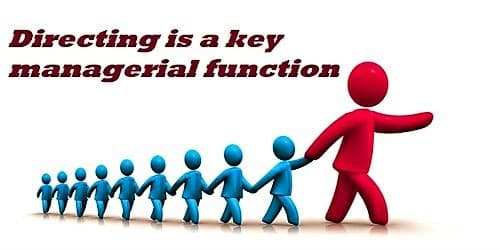 Directing is a key
managerial function